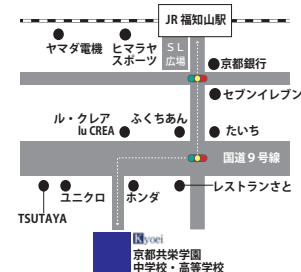 JR 福知山駅
ヤマダ電機
ヒマラヤ
スポーツ
SL
広場
京都銀行
セブンイレブン
ル・クレア
lu CREA
ふくちあん
たいち
国道9号線
TSUTAYA
ユニクロ
ホンダ
レストランさと
Kyoei
京都共栄学園
中学校・高等学校